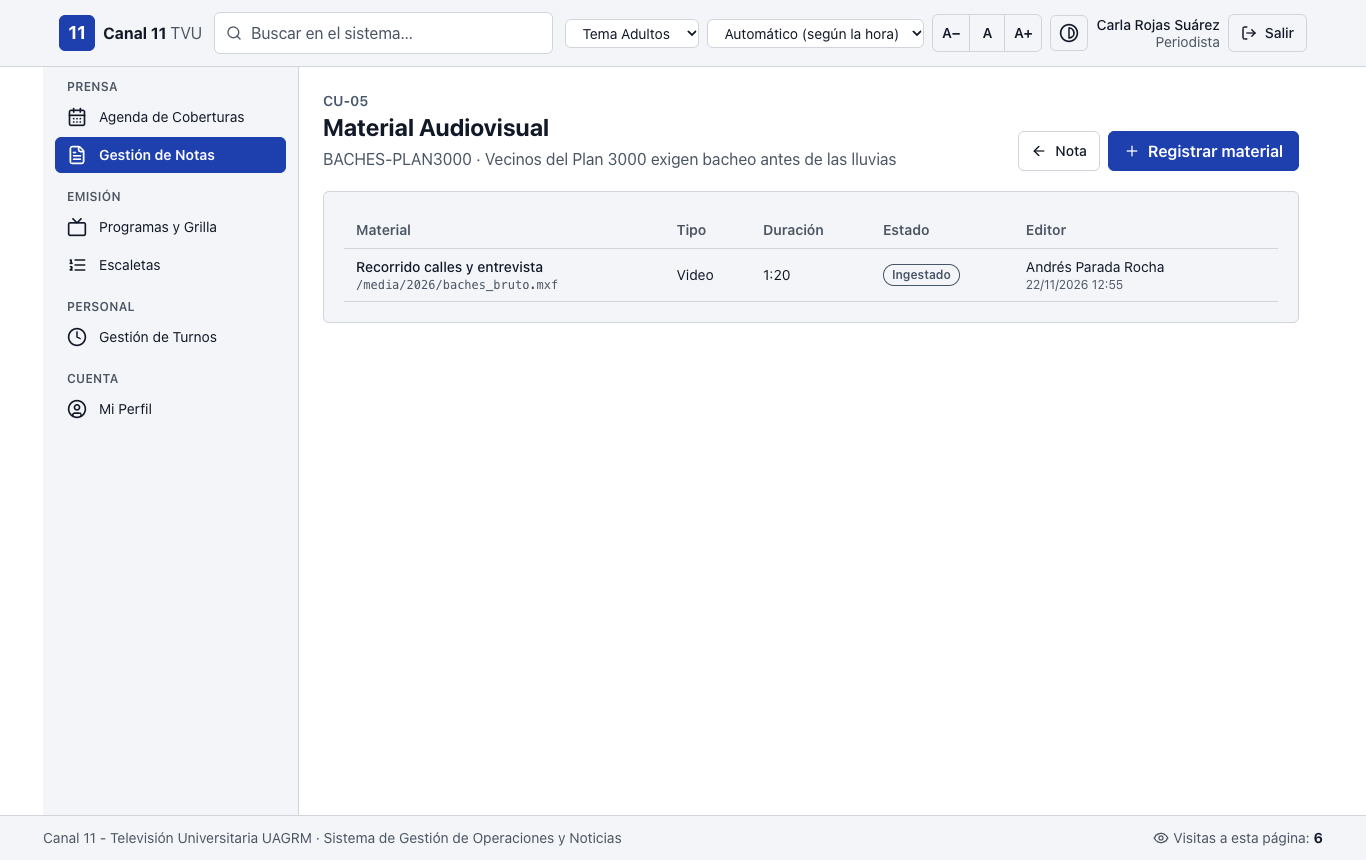 11 Canal 11 TVU
Buscar en el sistema...
Tema Adultos
Automático (según la hora)
A− A A+
Carla Rojas Suárez
Periodista
Salir
PRENSA
Agenda de Coberturas
Gestión de Notas
EMISIÓN
Programas y Grilla
Escaletas
PERSONAL
Gestión de Turnos
CUENTA
Mi Perfil
CU-05
Material Audiovisual
BACHES-PLAN3000 · Vecinos del Plan 3000 exigen bacheo antes de las lluvias
Nota
Registrar material
Material Tipo Duración Estado Editor
Recorrido calles y entrevista Video 1:20 Ingestado Andrés Parada Rocha
/media/2026/baches_bruto.mxf 22/11/2026 12:55
Canal 11 - Televisión Universitaria UAGRM · Sistema de Gestión de Operaciones y Noticias
Visitas a esta página: 6